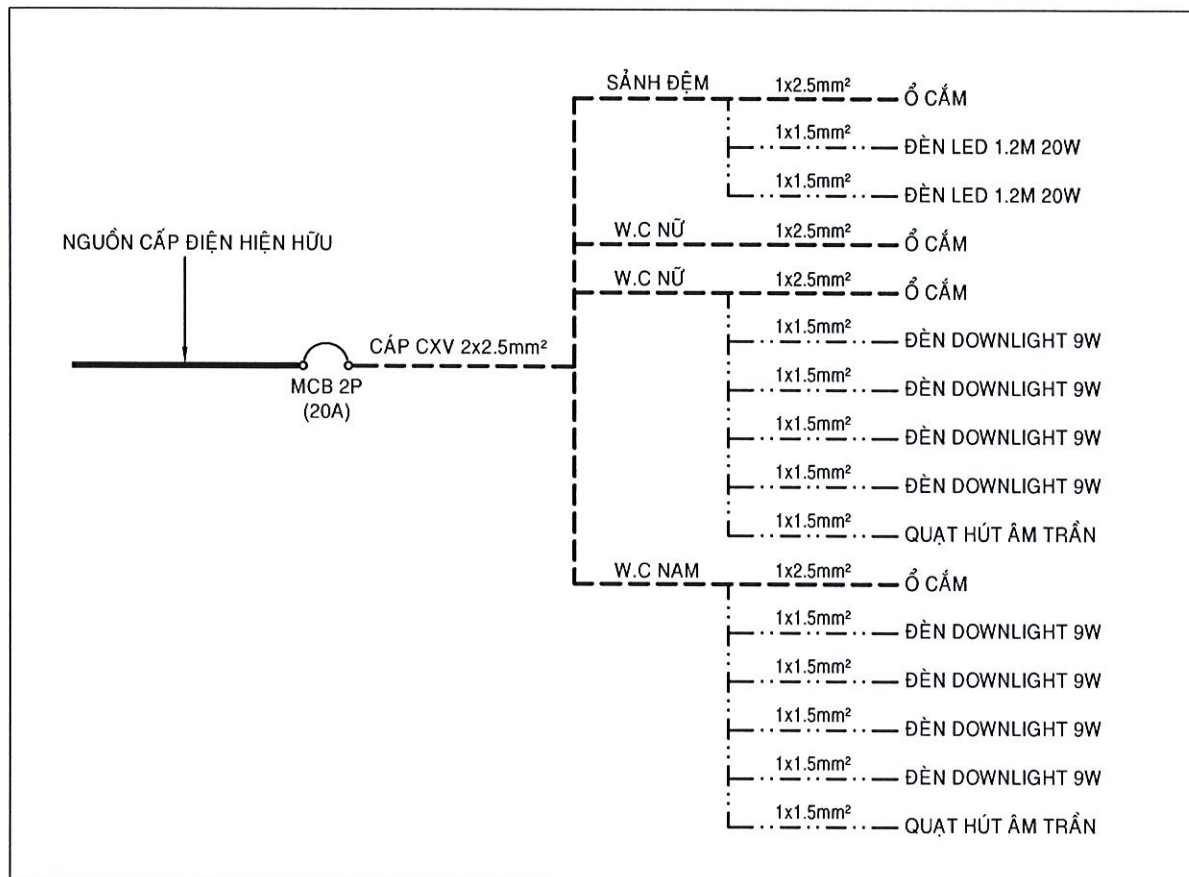 SẢNH ĐỆM 1x2.5mm² Ổ CẮM
1x1.5mm² ĐÈN LED 1.2M 20W
1x1.5mm² ĐÈN LED 1.2M 20W
W.C NỮ 1x2.5mm² Ổ CẮM
NGUỒN CẤP ĐIỆN HIỆN HỮU
W.C NỮ 1x2.5mm² Ổ CẮM
1x1.5mm² ĐÈN DOWNLIGHT 9W
CÁP CXV 2x2.5mm²
MCB 2P
(20A)
1x1.5mm² ĐÈN DOWNLIGHT 9W
1x1.5mm² ĐÈN DOWNLIGHT 9W
1x1.5mm² ĐÈN DOWNLIGHT 9W
1x1.5mm² QUẠT HÚT ÂM TRẦN
W.C NAM 1x2.5mm² Ổ CẮM
1x1.5mm² ĐÈN DOWNLIGHT 9W
1x1.5mm² ĐÈN DOWNLIGHT 9W
1x1.5mm² ĐÈN DOWNLIGHT 9W
1x1.5mm² ĐÈN DOWNLIGHT 9W
1x1.5mm² QUẠT HÚT ÂM TRẦN